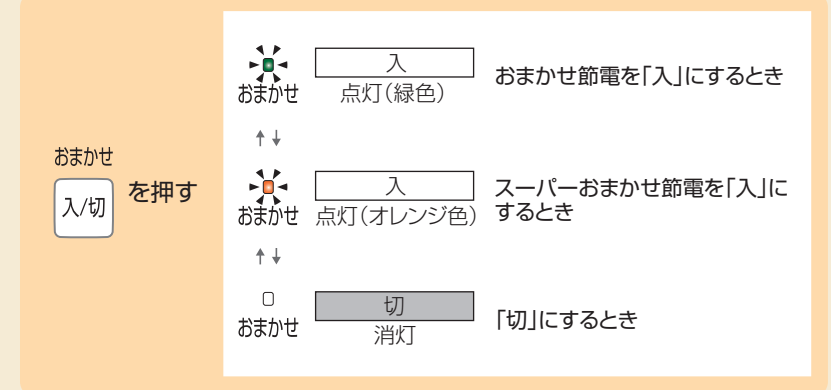 おまかせ
入/切
を押す
おまかせ
入
点灯(緑色)
おまかせ節電を「入」にするとき
↑↓
おまかせ
入
点灯(オレンジ色)
スーパーおまかせ節電を「入」に
するとき
↑↓
おまかせ
切
消灯
「切」にするとき